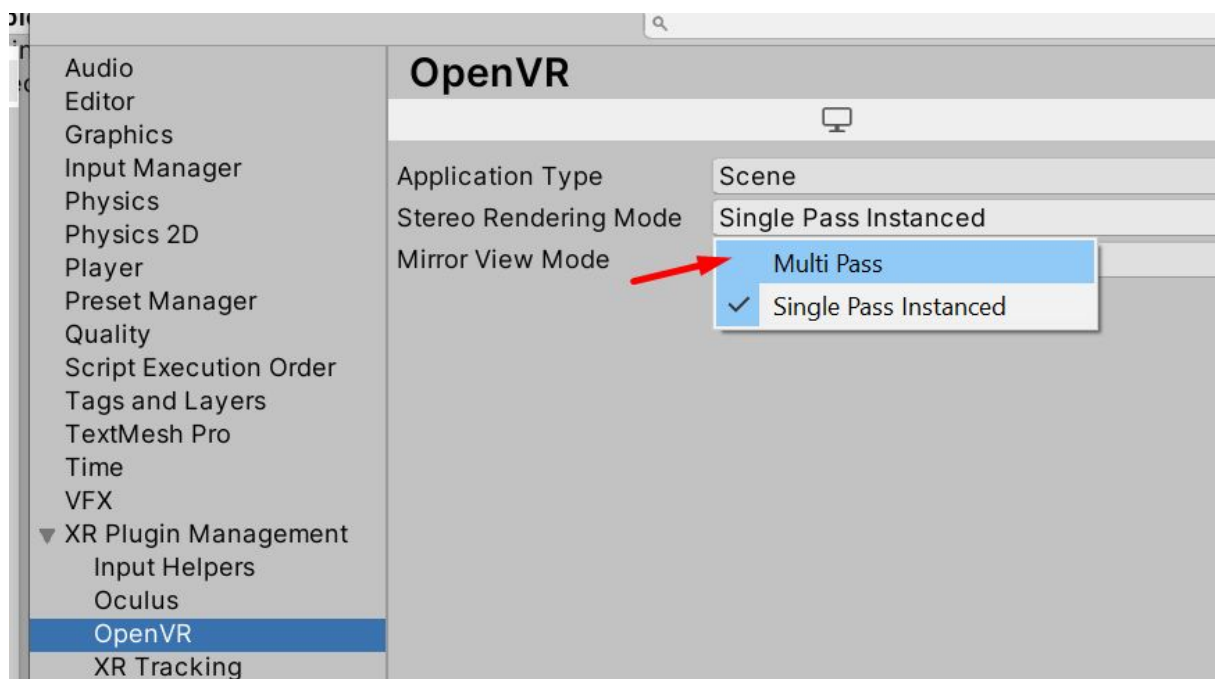 Audio
Editor
Graphics
Input Manager
Physics
Physics 2D
Player
Preset Manager
Quality
Script Execution Order
Tags and Layers
TextMesh Pro
Time
VFX
XR Plugin Management
Input Helpers
Oculus
OpenVR
XR Tracking
OpenVR
Application Type Scene
Stereo Rendering Mode Single Pass Instanced
Mirror View Mode
Multi Pass
Single Pass Instanced